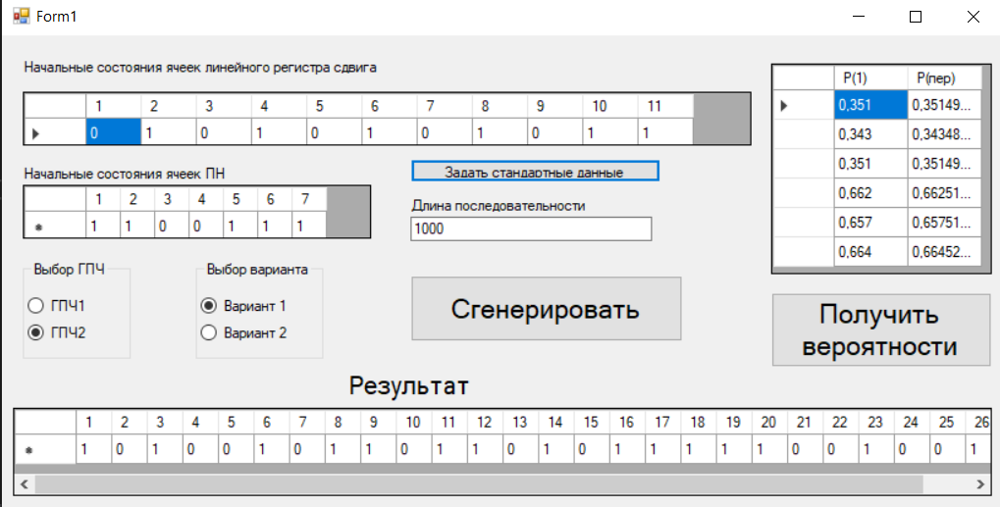 Form1
Начальные состояния ячеек линейного регистра сдвига
1 2 3 4 5 6 7 8 9 10 11
0 1 0 1 0 1 0 1 0 1 1
Начальные состояния ячеек ПН
1 2 3 4 5 6 7
1 1 0 0 1 1 1
Задать стандартные данные
Длина последовательности
1000
Выбор ГПЧ
ГПЧ1
ГПЧ2
Выбор варианта
Вариант 1
Вариант 2
Сгенерировать
P(1) P(пер)
0,351 0,35149...
0,343 0,34348...
0,351 0,35149...
0,662 0,66251...
0,657 0,65751...
0,664 0,66452...
Получить
вероятности
Результат
1 2 3 4 5 6 7 8 9 10 11 12 13 14 15 16 17 18 19 20 21 22 23 24 25 26
1 0 1 0 0 1 0 1 1 0 1 1 0 1 0 1 1 1 1 1 0 0 1 0 0 1